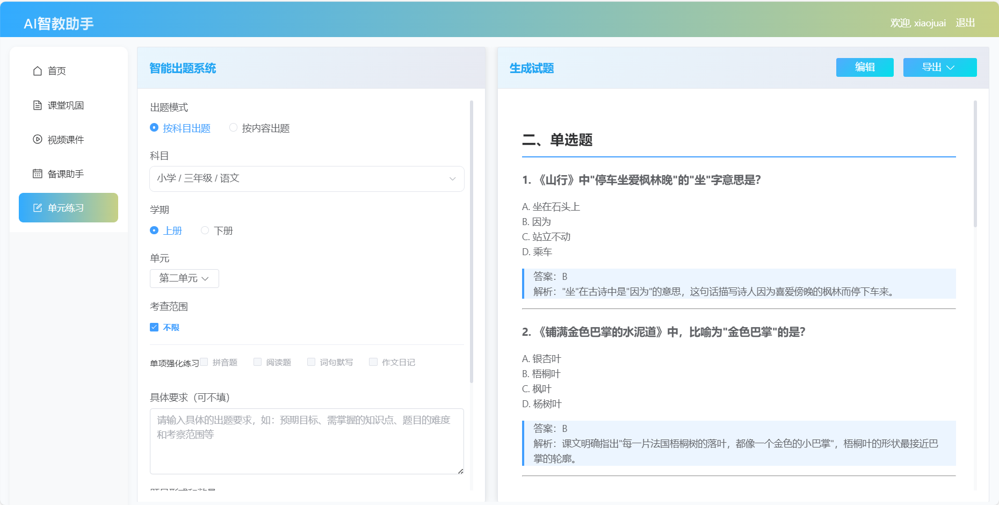 AI智教助手
欢迎, xiaojuai 退出
首页
课堂巩固
视频课件
备课助手
单元练习
智能出题系统
出题模式
按科目出题 按内容出题
科目
小学 / 三年级 / 语文
学期
上册 下册
单元
第二单元
考查范围
不限
单项强化练习 拼音题 阅读题 词句默写 作文日记
具体要求（可不填）
请输入具体的出题要求，如：预期目标、需掌握的知识点、题目的难度
和考察范围等
生成试题
编辑 导出
二、单选题
1. 《山行》中"停车坐爱枫林晚"的"坐"字意思是？
A. 坐在石头上
B. 因为
C. 站立不动
D. 乘车
答案：B
解析："坐"在古诗中是"因为"的意思，这句话描写诗人因为喜爱傍晚的枫林而停下车来。
2. 《铺满金色巴掌的水泥道》中，比喻为"金色巴掌"的是？
A. 银杏叶
B. 梧桐叶
C. 枫叶
D. 杨树叶
答案：B
解析：课文明确指出"每一片法国梧桐树的落叶，都像一个金色的小巴掌"，梧桐叶的形状最接近巴
掌的轮廓。